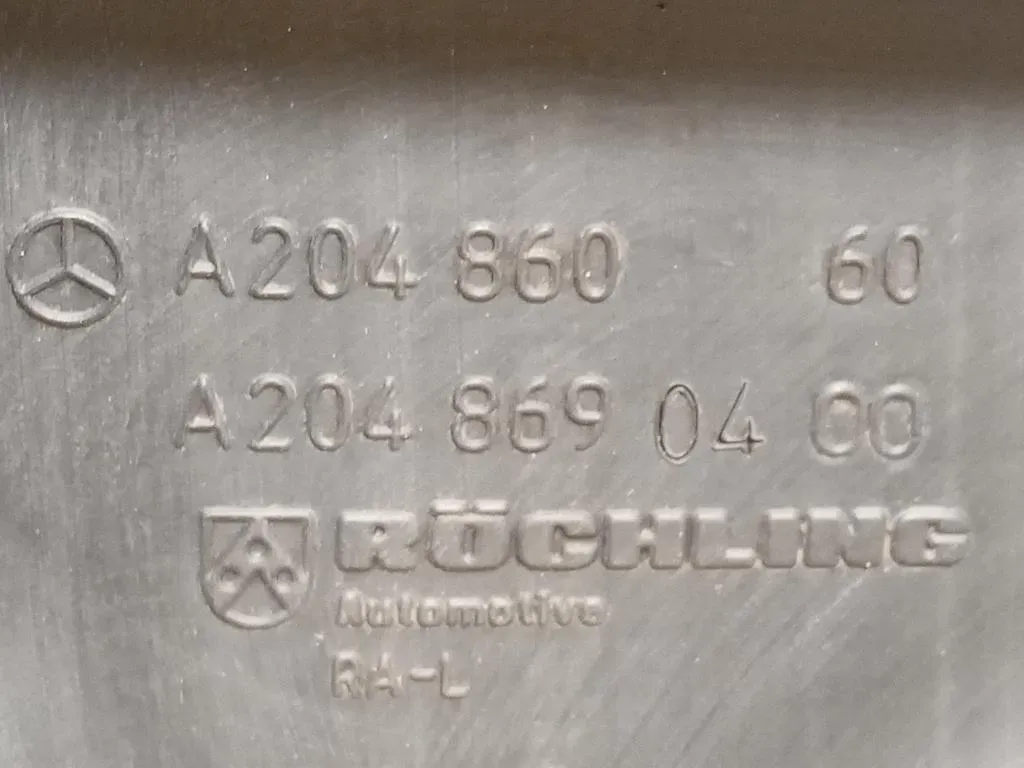 A204 860 60
A204 869 04 00
RÖCHLING
Automotive
RA-L